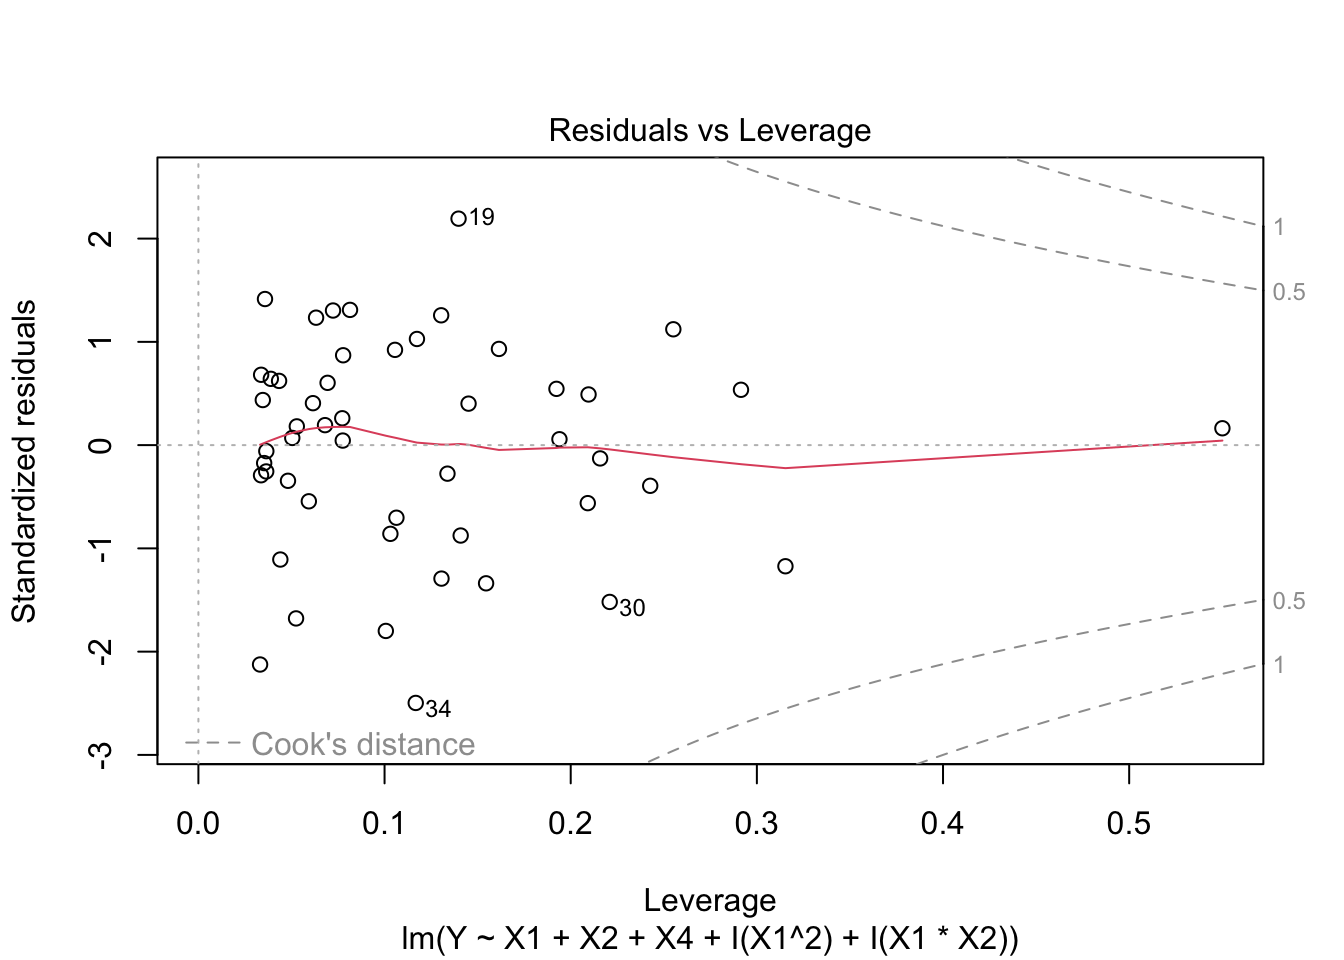 Residuals vs Leverage
Standardized residuals
2
1
0
-1
-2
-3
19
30
34
1
0.5
0.5
1
Cook's distance
0.0 0.1 0.2 0.3 0.4 0.5
Leverage
lm(Y ~ X1 + X2 + X4 + I(X1^2) + I(X1 * X2))